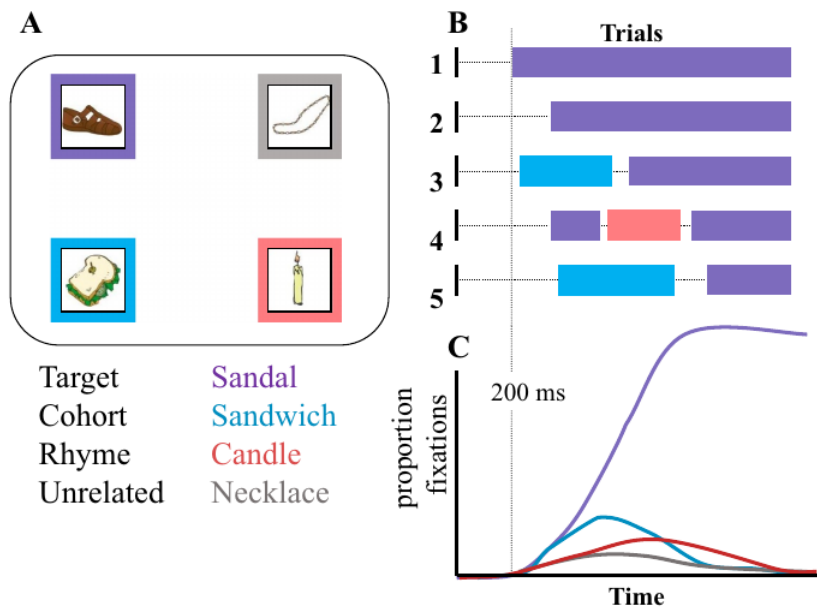 A
B
Trials
1
2
3
4
5
Target Sandal
Cohort Sandwich
Rhyme Candle
Unrelated Necklace
C
200 ms
proportion
fixations
Time